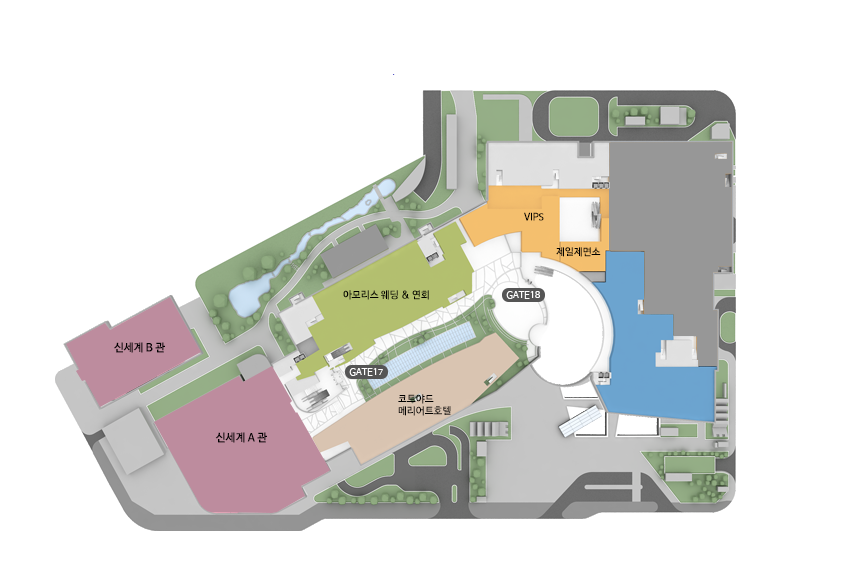 VIPS
제일제면소
아모리스 웨딩 & 연회
GATE18
신세계 B 관
GATE17
코트야드
메리어트호텔
신세계 A 관